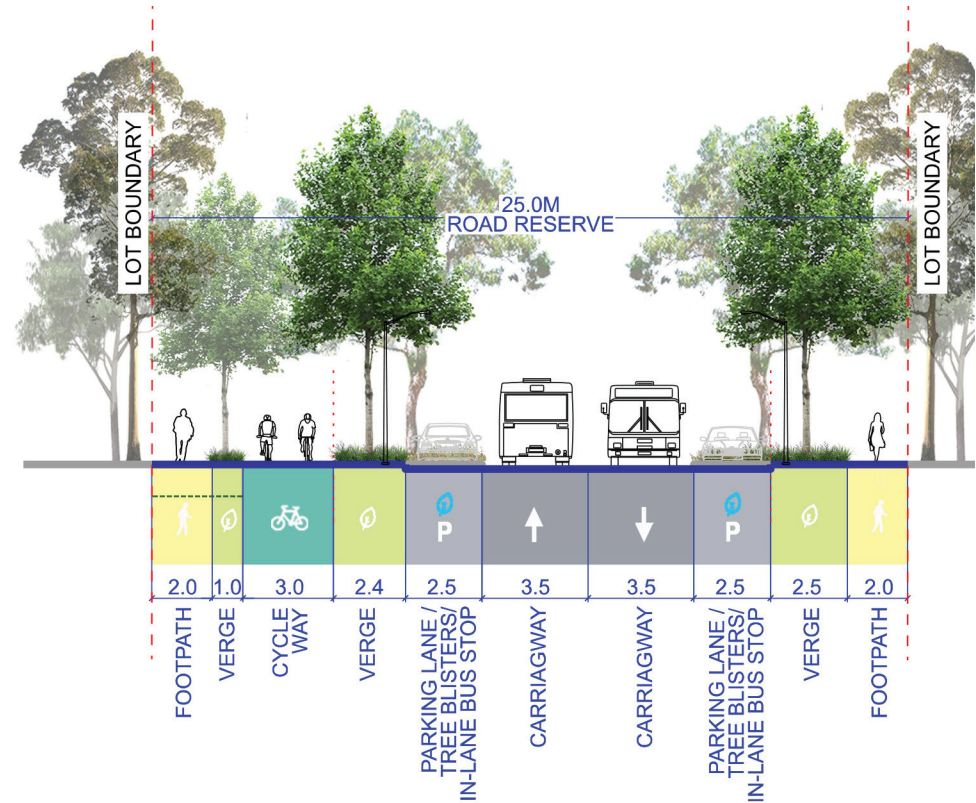 25.0M
ROAD RESERVE
LOT BOUNDARY
LOT BOUNDARY
P
P
2.0
1.0
3.0
2.4
2.5
3.5
3.5
2.5
2.5
2.0
FOOTPATH
VERGE
CYCLE
WAY
VERGE
PARKING LANE /
TREE BLISTERS/
IN-LANE BUS STOP
CARRIAGWAY
CARRIAGWAY
PARKING LANE /
TREE BLISTERS/
IN-LANE BUS STOP
VERGE
FOOTPATH